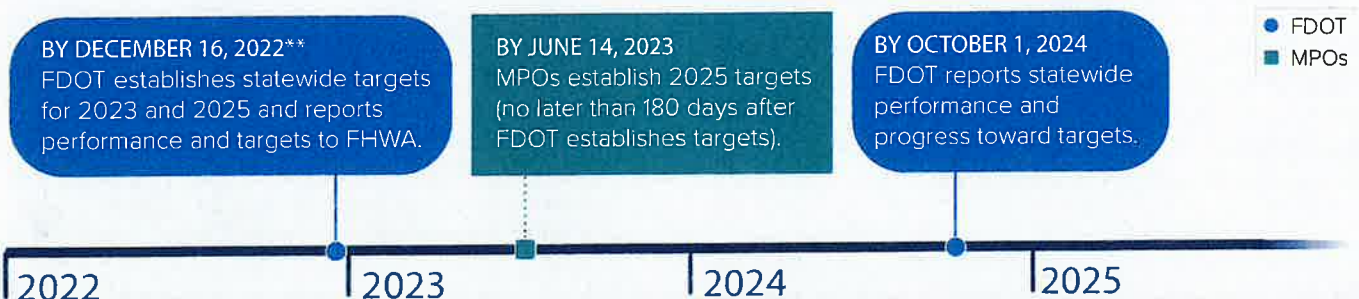 BY DECEMBER 16, 2022**
FDOT establishes statewide targets
for 2023 and 2025 and reports
performance and targets to FHWA.
BY JUNE 14, 2023
MPOs establish 2025 targets
(no later than 180 days after
FDOT establishes targets).
BY OCTOBER 1, 2024
FDOT reports statewide
performance and
progress toward targets.
FDOT
MPOs
2022
2023
2024
2025